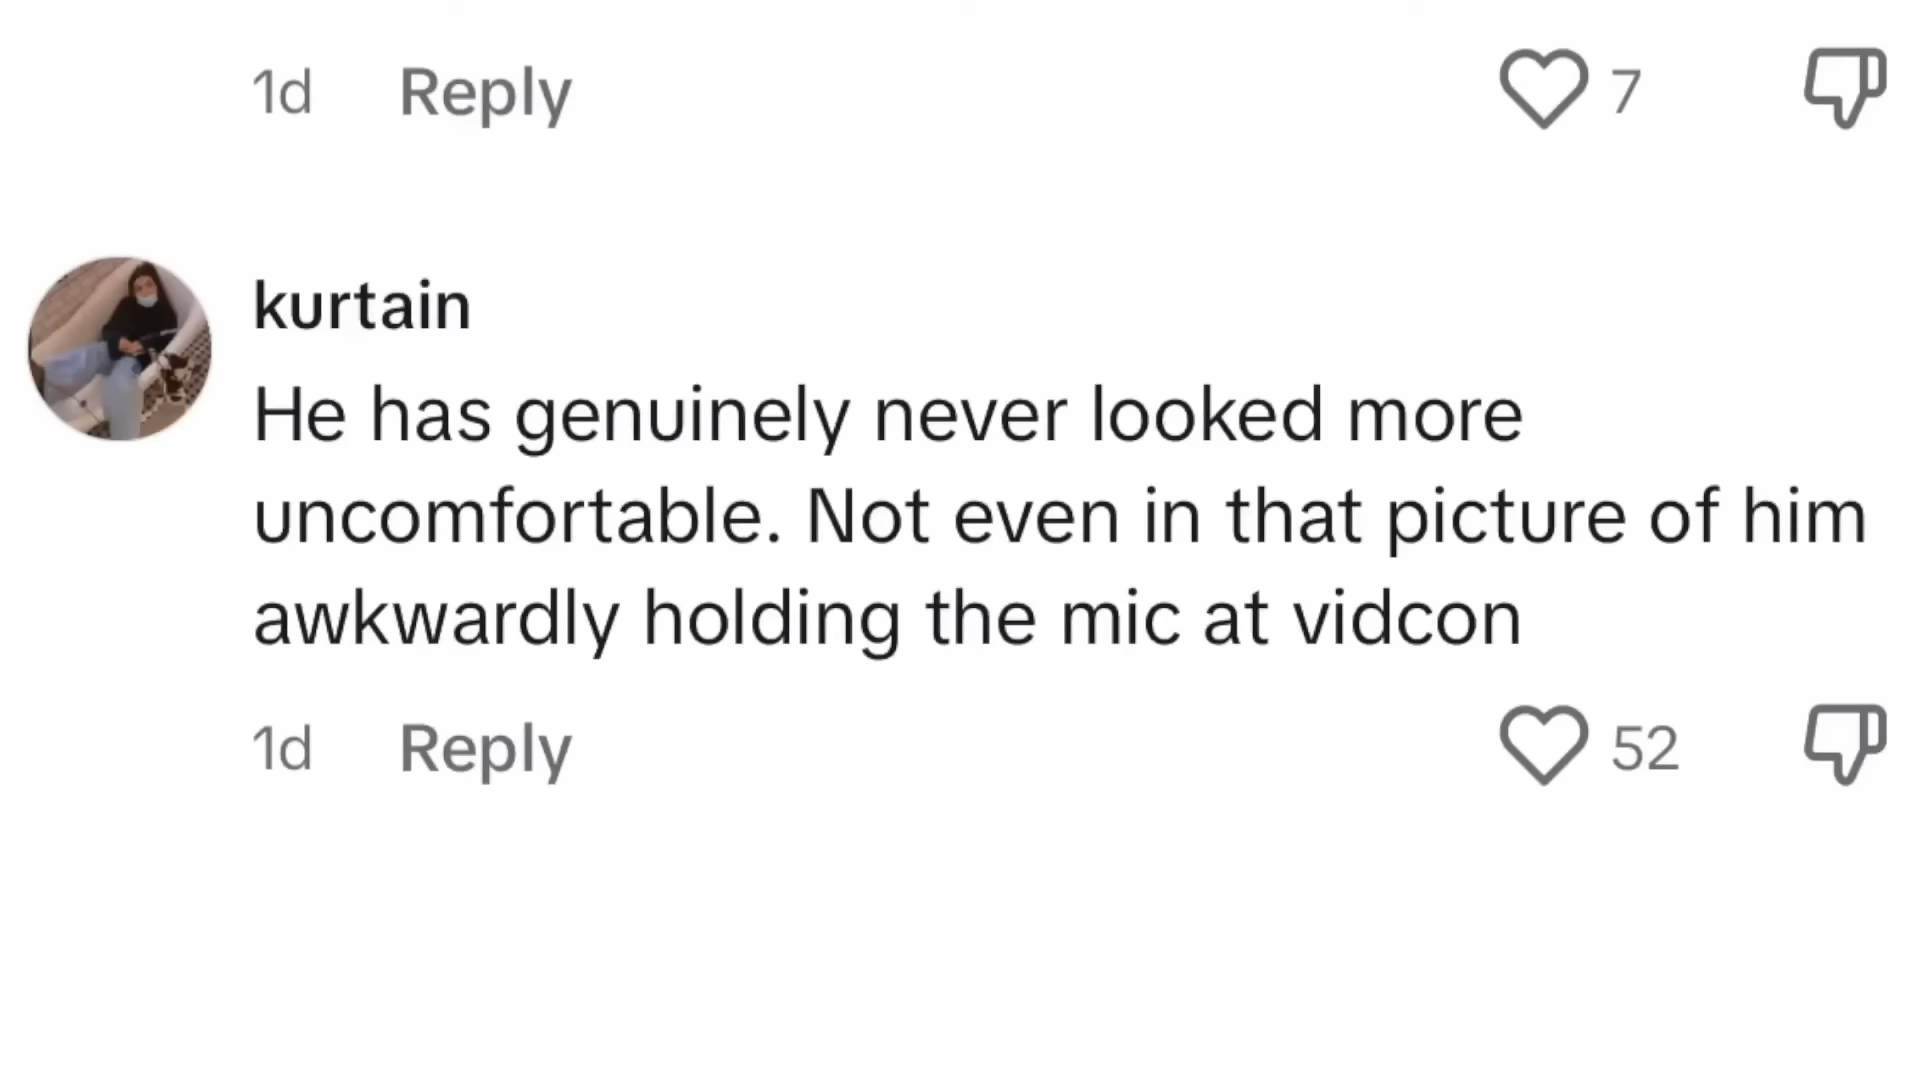 1d Reply 7
kurtain
He has genuinely never looked more
uncomfortable. Not even in that picture of him
awkwardly holding the mic at vidcon
1d Reply 52